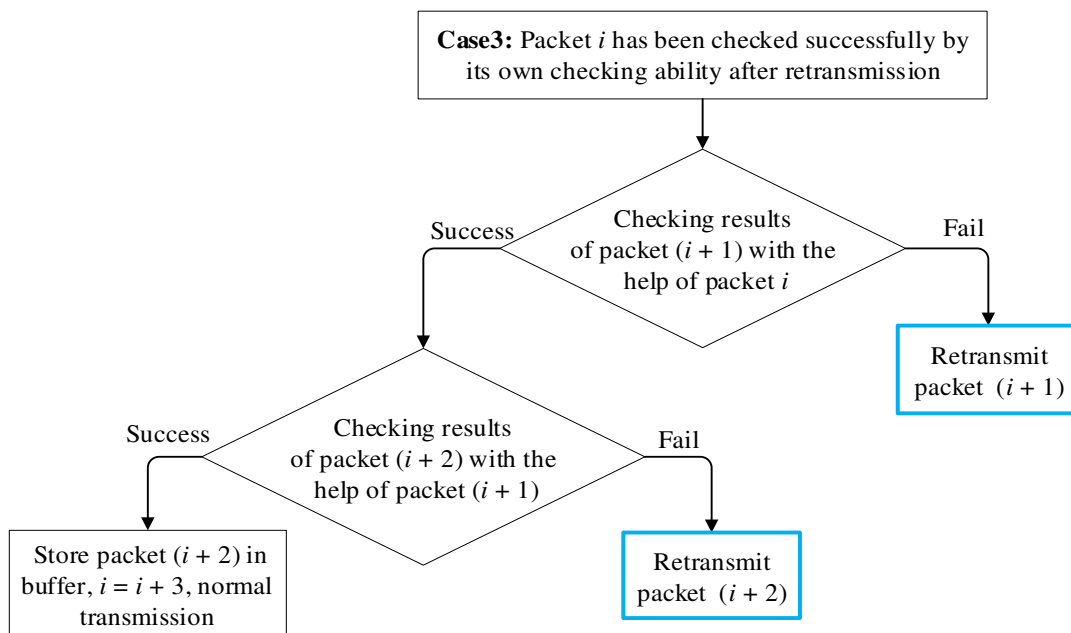 Case3: Packet i has been checked successfully by
its own checking ability after retransmission
Success
Checking results
of packet (i + 1) with the
help of packet i
Fail
Retransmit
packet (i + 1)
Success
Checking results
of packet (i + 2) with the
help of packet (i + 1)
Fail
Store packet (i + 2) in
buffer, i = i + 3, normal
transmission
Retransmit
packet (i + 2)